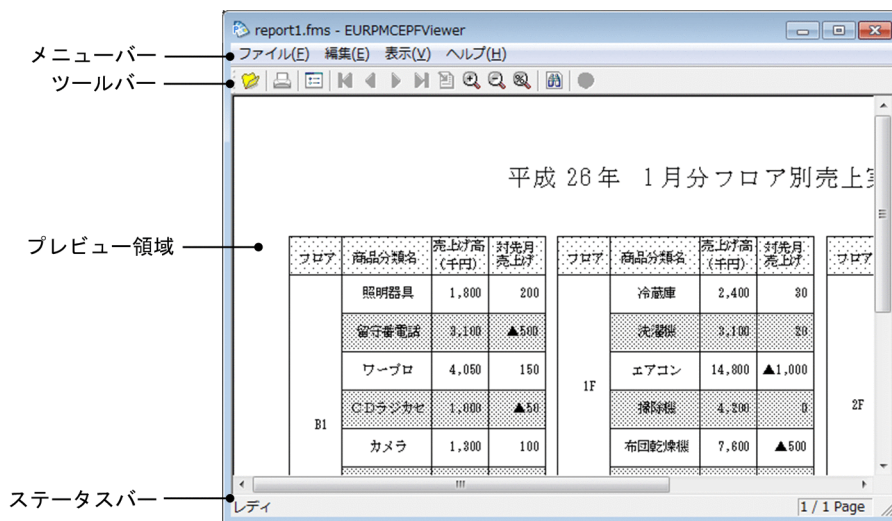 report1.fms - EURPMCEPFViewer
メニューバー
ファイル(F) 編集(E) 表示(V) ヘルプ(H)
ツールバー
平成 26年 1月分フロア別売上
プレビュー領域
フロア 商品分類名 売上げ高(千円) 対先月売上げ フロア 商品分類名 売上げ高(千円) 対先月売上げ フロア
照明器具 1,800 200 冷蔵庫 2,400 30
留守番電話 3,100 ▲500 洗濯機 3,100 20
ワープロ 4,050 150 エアコン 14,800 ▲1,000
1F
CDラジカセ 1,000 ▲50 掃除機 4,200 0 2F
B1
カメラ 1,300 100 布団乾燥機 7,600 ▲500
ステータスバー
レディ 1 / 1 Page